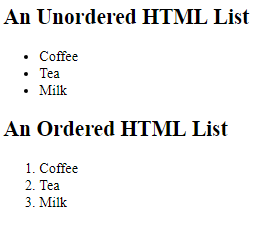 An Unordered HTML List
• Coffee
• Tea
• Milk
An Ordered HTML List
1. Coffee
2. Tea
3. Milk